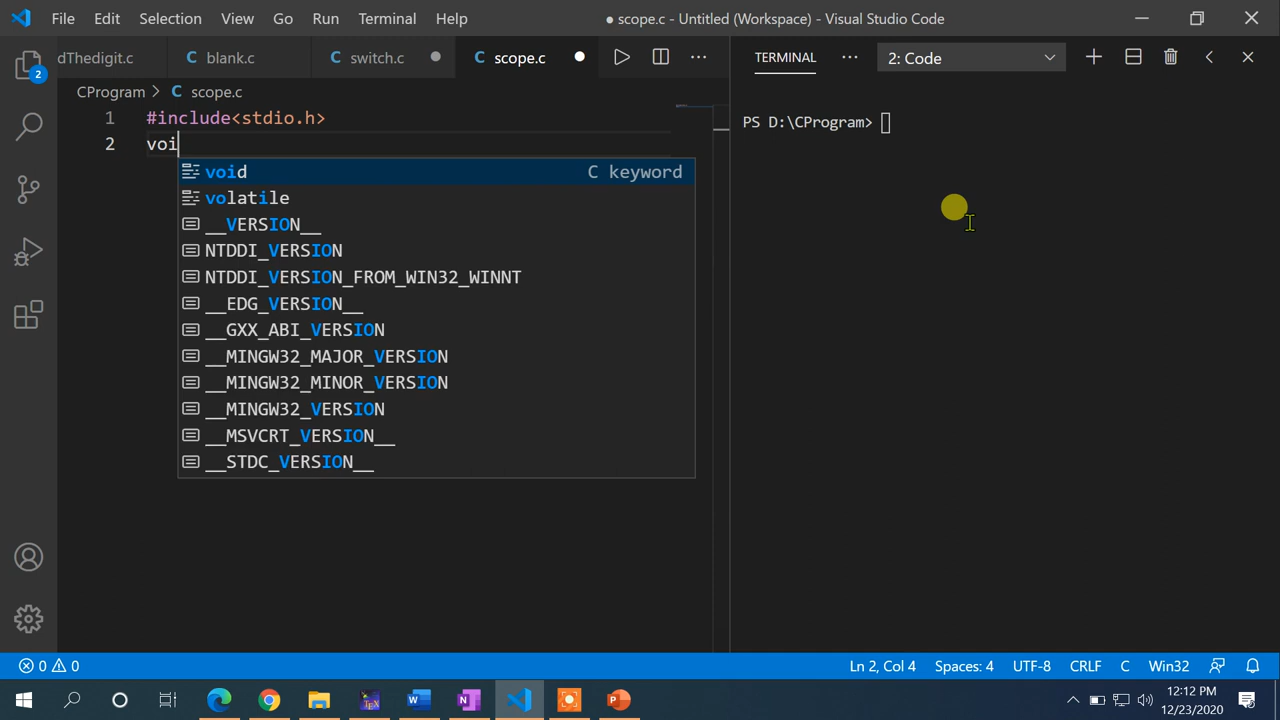 File Edit Selection View Go Run Terminal Help ● scope.c - Untitled (Workspace) - Visual Studio Code
dThedigit.c C blank.c C switch.c C scope.c TERMINAL 2: Code
2
CProgram > C scope.c
1 #include<stdio.h>
2 voi
PS D:\CProgram>
void C keyword
volatile
__VERSION__
NTDDI_VERSION
NTDDI_VERSION_FROM_WIN32_WINNT
__EDG_VERSION__
__GXX_ABI_VERSION
__MINGW32_MAJOR_VERSION
__MINGW32_MINOR_VERSION
__MINGW32_VERSION
__MSVCRT_VERSION__
__STDC_VERSION__
0 0 Ln 2, Col 4 Spaces: 4 UTF-8 CRLF C Win32
12:12 PM
12/23/2020